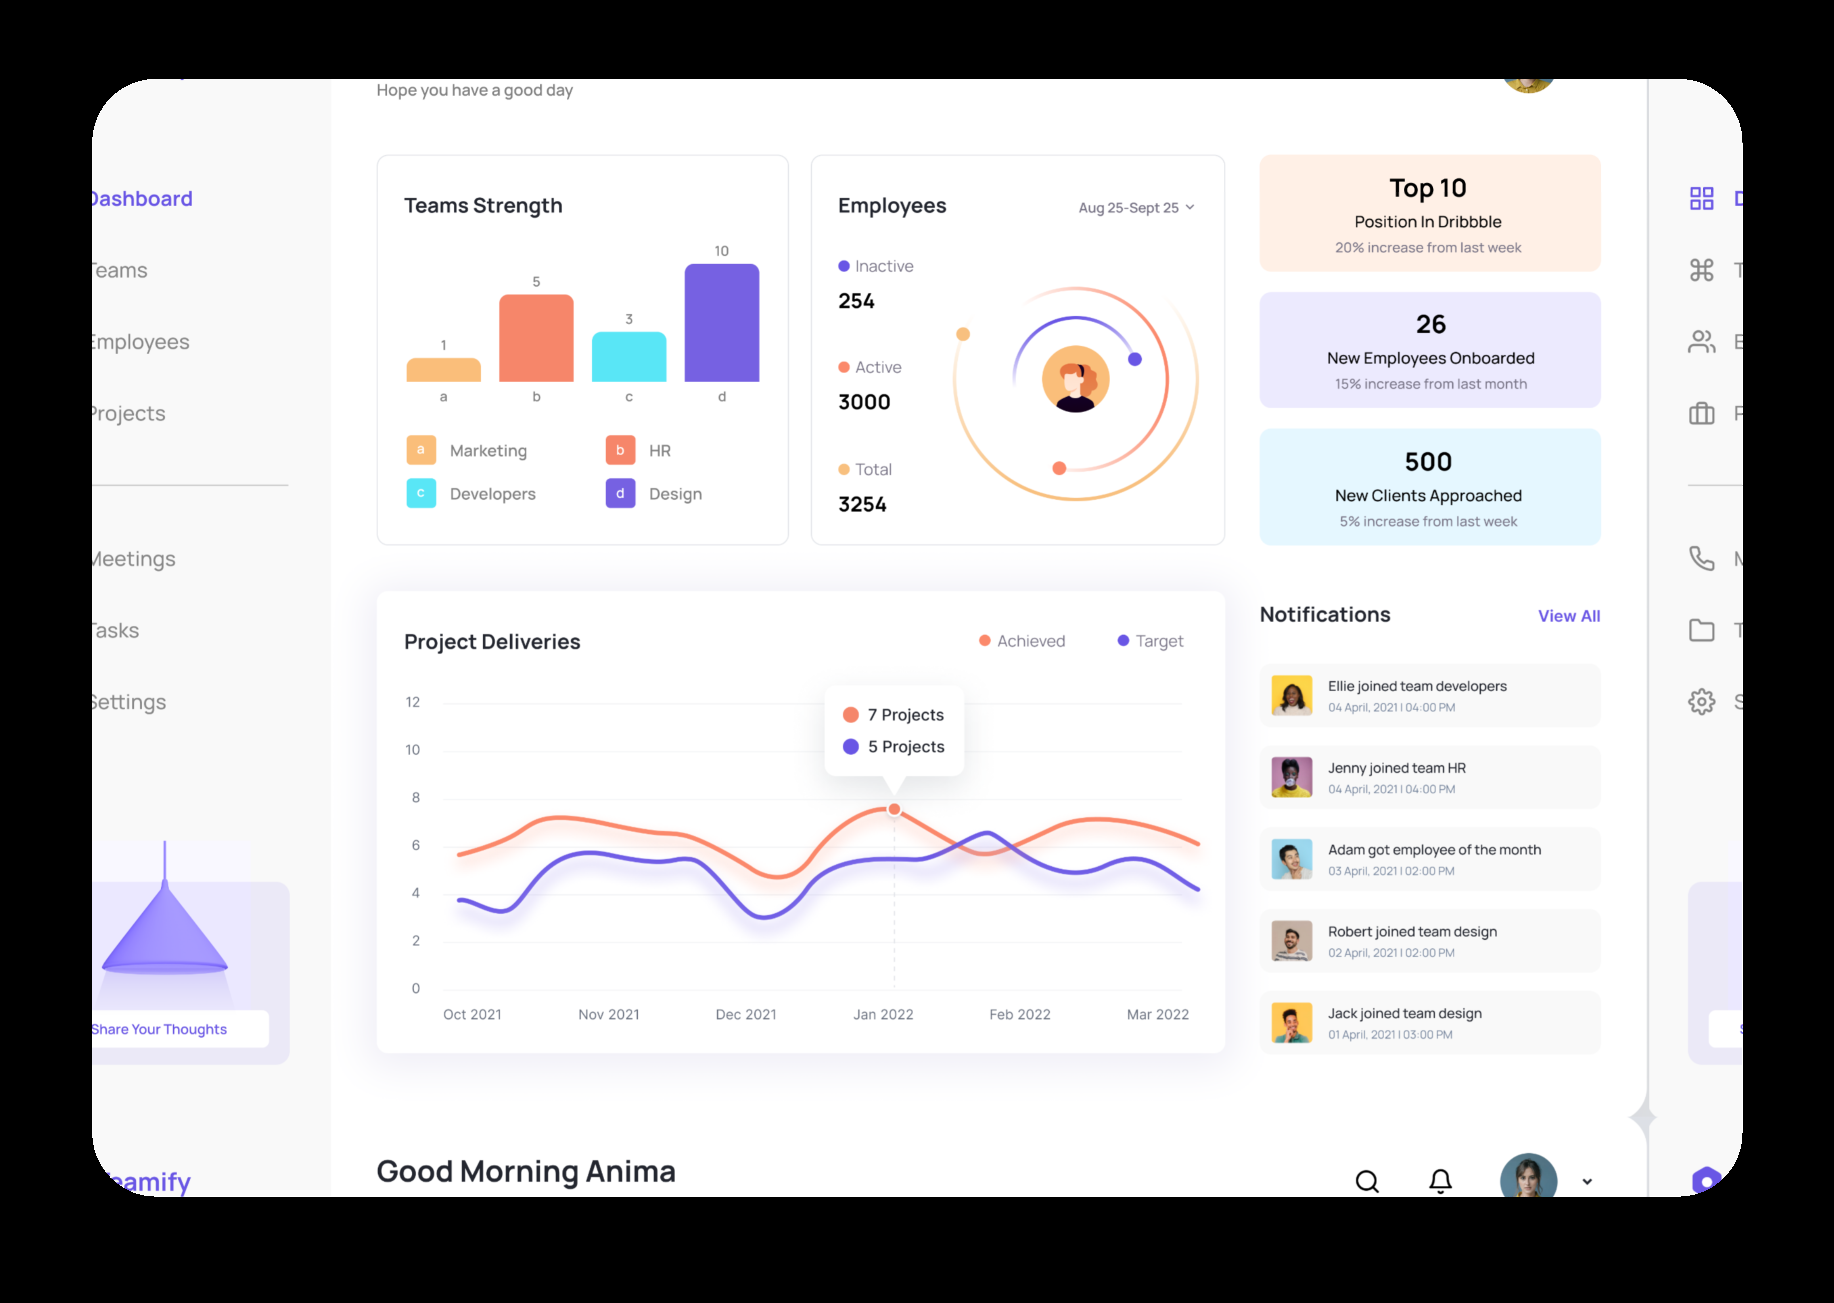 Hope you have a good day
Dashboard
Teams
Employees
Projects
Meetings
Tasks
Settings
Share Your Thoughts
Teams Strength
1
5
3
10
a
b
c
d
a Marketing
b HR
c Developers
d Design
Employees
Aug 25-Sept 25
Inactive
254
Active
3000
Total
3254
Top 10
Position In Dribbble
20% increase from last week
26
New Employees Onboarded
15% increase from last month
500
New Clients Approached
5% increase from last week
Project Deliveries
Achieved
Target
7 Projects
5 Projects
12
10
8
6
4
2
0
Oct 2021
Nov 2021
Dec 2021
Jan 2022
Feb 2022
Mar 2022
Notifications
View All
Ellie joined team developers
04 April, 2021 | 04:00 PM
Jenny joined team HR
04 April, 2021 | 04:00 PM
Adam got employee of the month
03 April, 2021 | 02:00 PM
Robert joined team design
02 April, 2021 | 02:00 PM
Jack joined team design
01 April, 2021 | 03:00 PM
D
T
E
P
M
T
S
eamify
Good Morning Anima